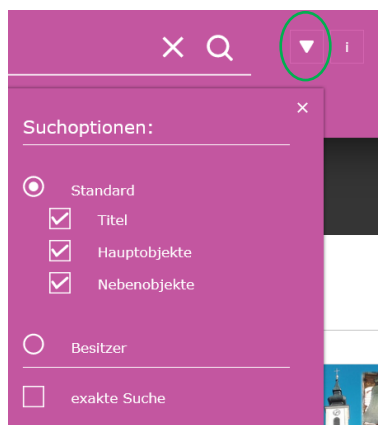 i
Suchoptionen:
Standard
Titel
Hauptobjekte
Nebenobjekte
Besitzer
exakte Suche